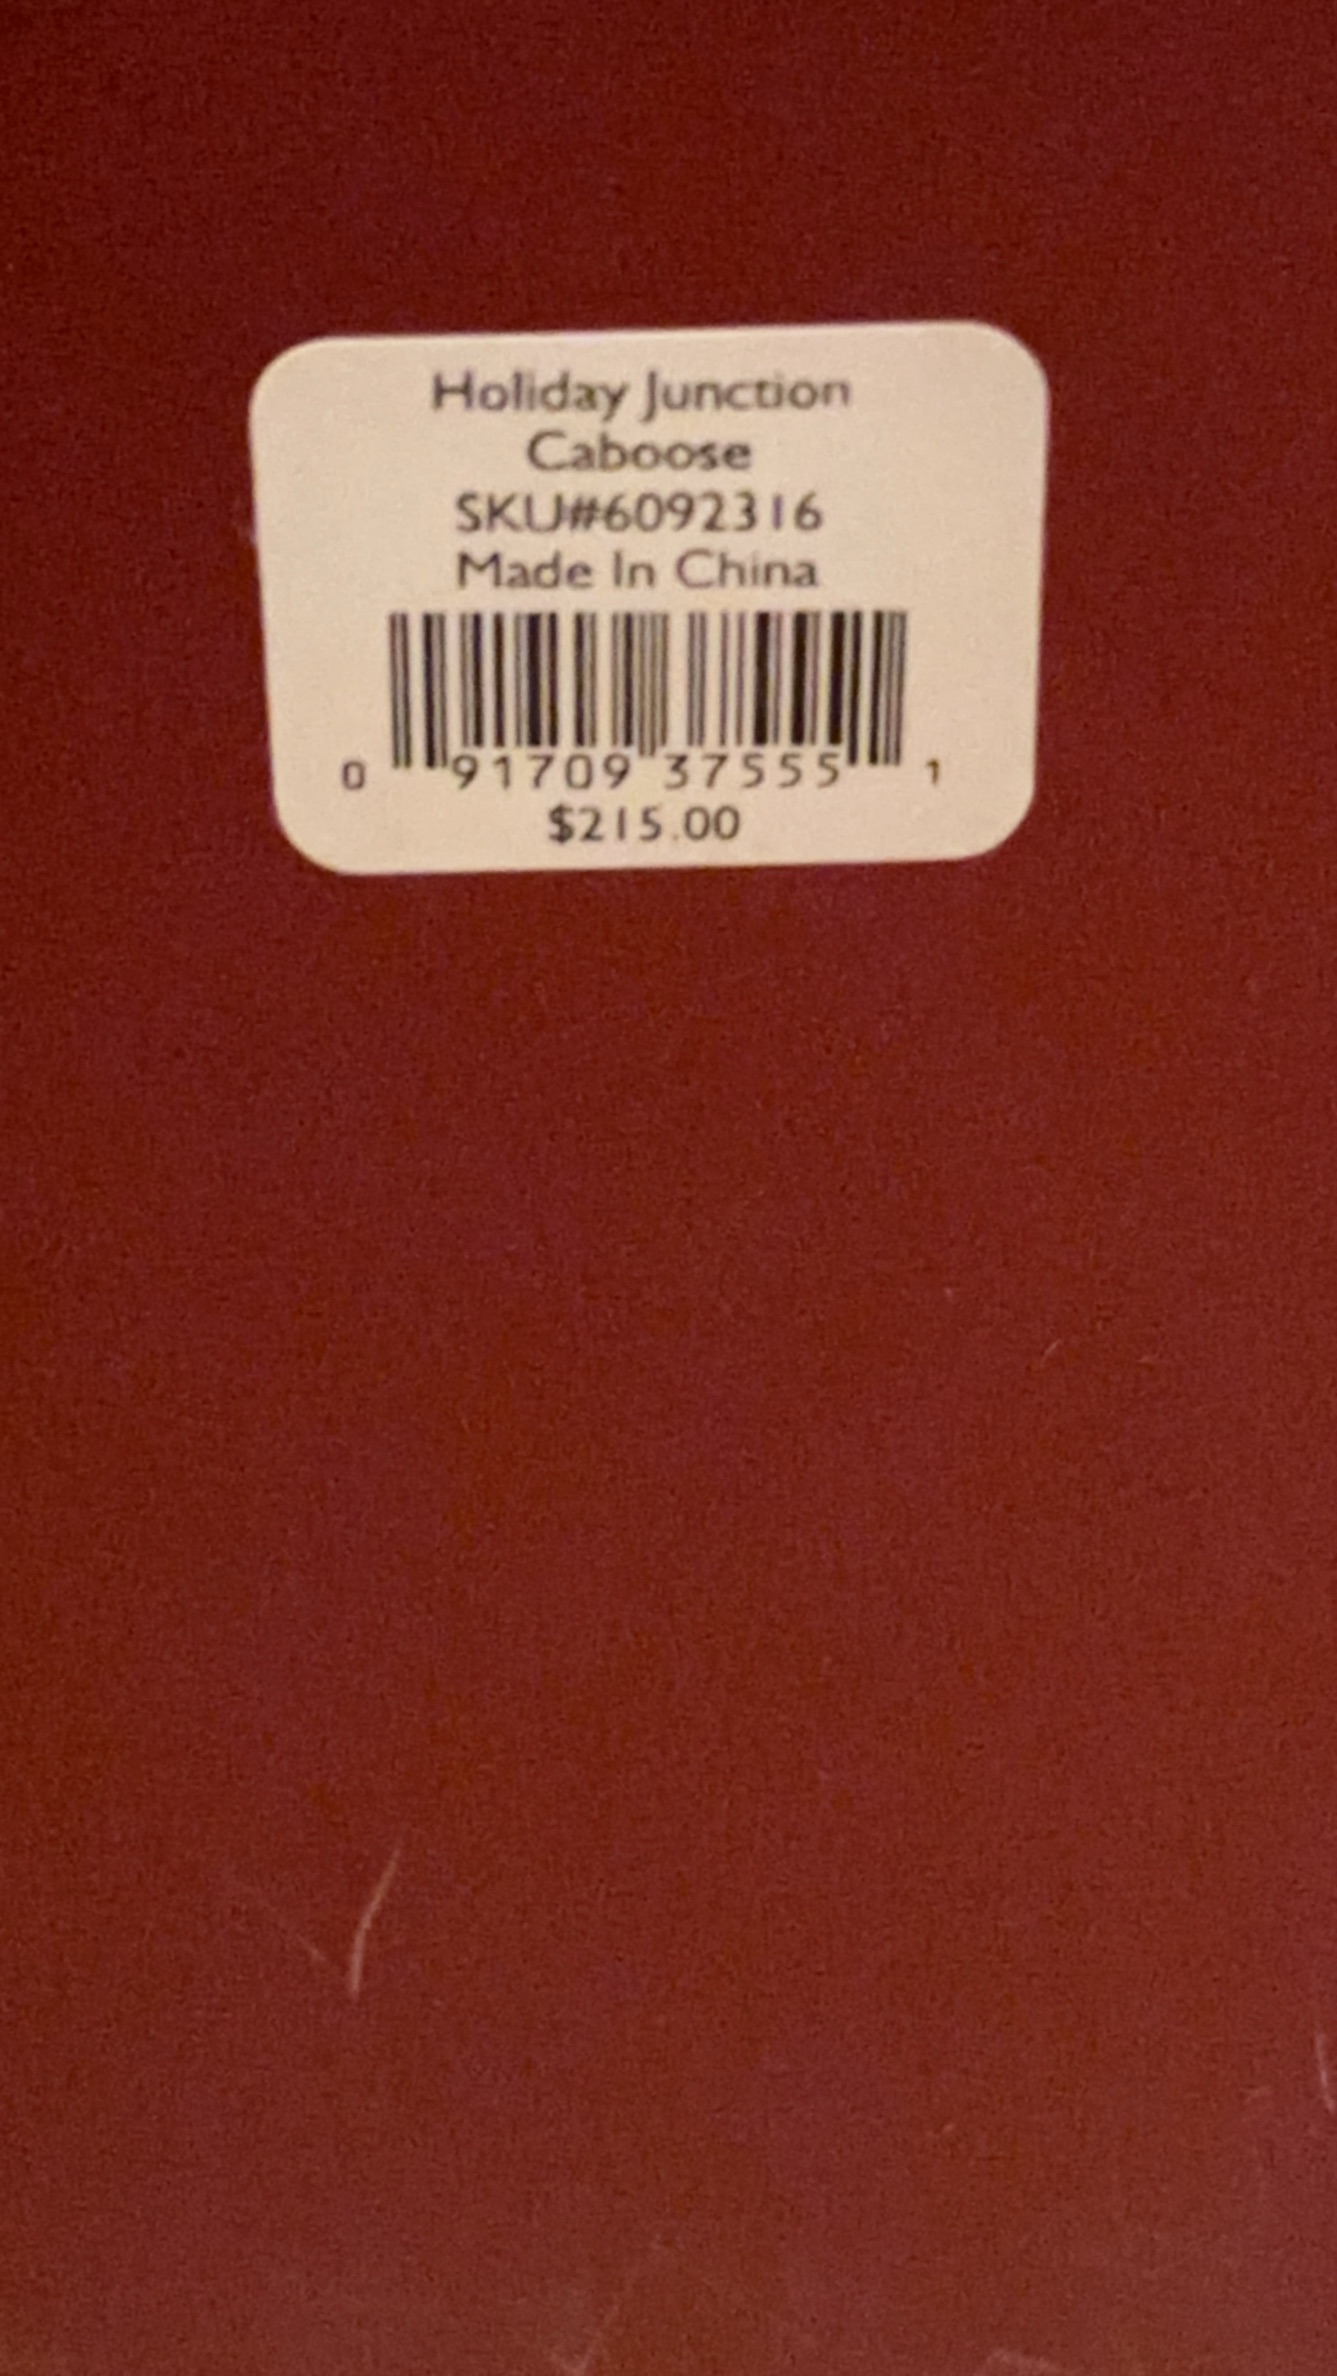 Holiday Junction
Caboose
SKU#6092316
Made In China
0 91709 37555 1
$215.00